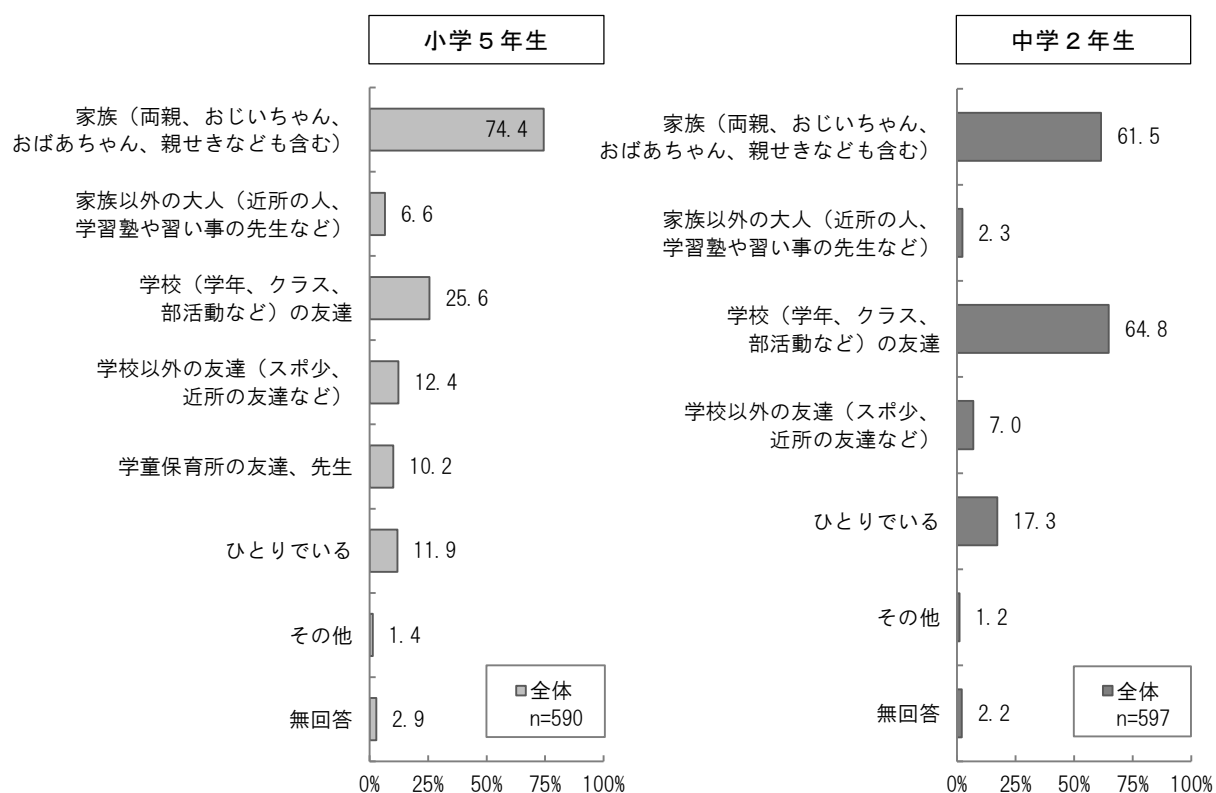 小学５年生
家族（両親、おじいちゃん、
おばあちゃん、親せきなども含む）
74.4
家族以外の大人（近所の人、
学習塾や習い事の先生など）
6.6
学校（学年、クラス、
部活動など）の友達
25.6
学校以外の友達（スポ少、
近所の友達など）
12.4
学童保育所の友達、先生
10.2
ひとりでいる
11.9
その他
1.4
無回答
2.9
全体
n=590
0% 25% 50% 75% 100%
中学２年生
家族（両親、おじいちゃん、
おばあちゃん、親せきなども含む）
61.5
家族以外の大人（近所の人、
学習塾や習い事の先生など）
2.3
学校（学年、クラス、
部活動など）の友達
64.8
学校以外の友達（スポ少、
近所の友達など）
7.0
ひとりでいる
17.3
その他
1.2
無回答
2.2
全体
n=597
0% 25% 50% 75% 100%